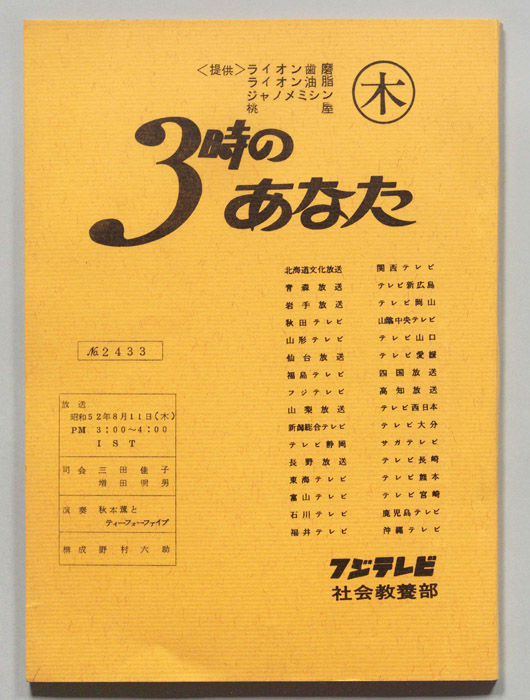 〈提供〉ライオン歯磨
ライオン油脂
ジャノメミシン
桃屋
木
3時の
あなた
北海道文化放送
青森放送
岩手放送
秋田テレビ
山形テレビ
仙台放送
福島テレビ
フジテレビ
山梨放送
新潟総合テレビ
テレビ静岡
長野放送
東海テレビ
富山テレビ
石川テレビ
福井テレビ
関西テレビ
テレビ新広島
テレビ岡山
山陰中央テレビ
テレビ山口
テレビ愛媛
四国放送
高知放送
テレビ西日本
テレビ大分
サガテレビ
テレビ長崎
テレビ熊本
テレビ宮崎
鹿児島テレビ
沖縄テレビ
№2433
放送
昭和52年8月11日(木)
PM 3:00~4:00
1ST
司会 三田佳子
増田明男
演奏 秋本薫と
ティーフォーファイブ
構成 野村六助
フジテレビ
社会教養部